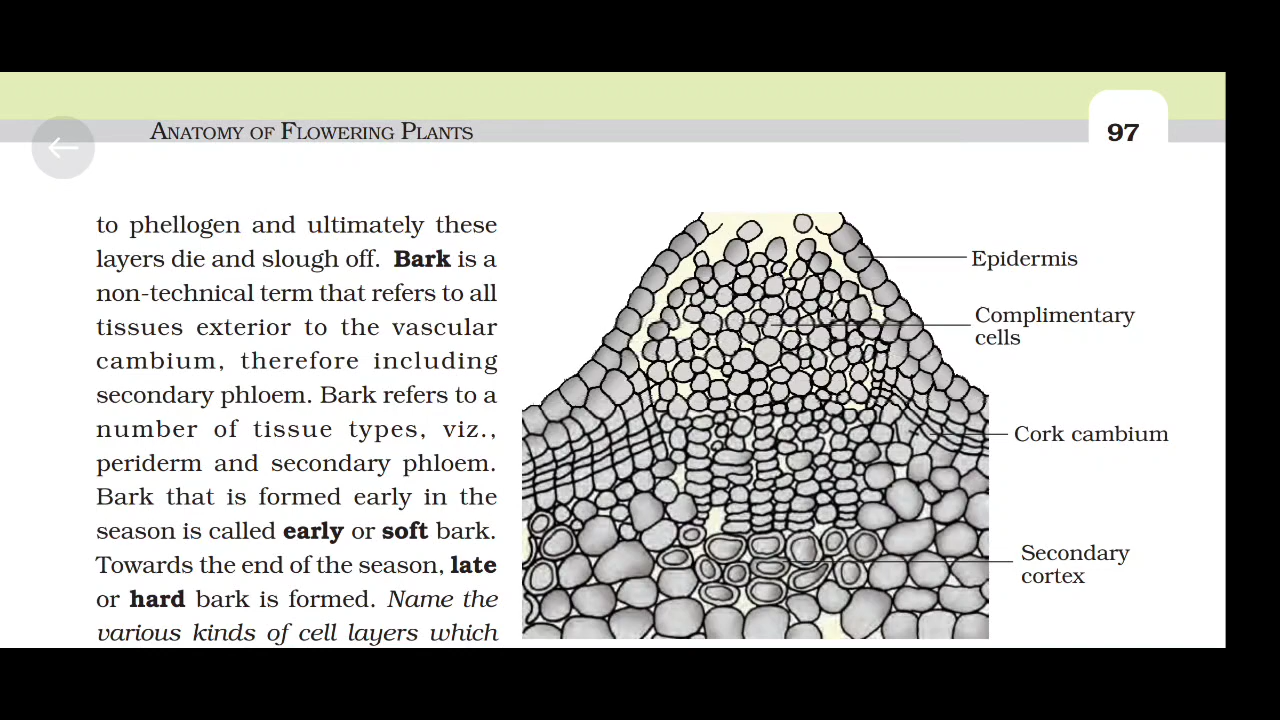 ANATOMY OF FLOWERING PLANTS
97
to phellogen and ultimately these
layers die and slough off. Bark is a
non-technical term that refers to all
tissues exterior to the vascular
cambium, therefore including
secondary phloem. Bark refers to a
number of tissue types, viz.,
periderm and secondary phloem.
Bark that is formed early in the
season is called early or soft bark.
Towards the end of the season, late
or hard bark is formed. Name the
various kinds of cell layers which
Epidermis
Complimentary
cells
Cork cambium
Secondary
cortex